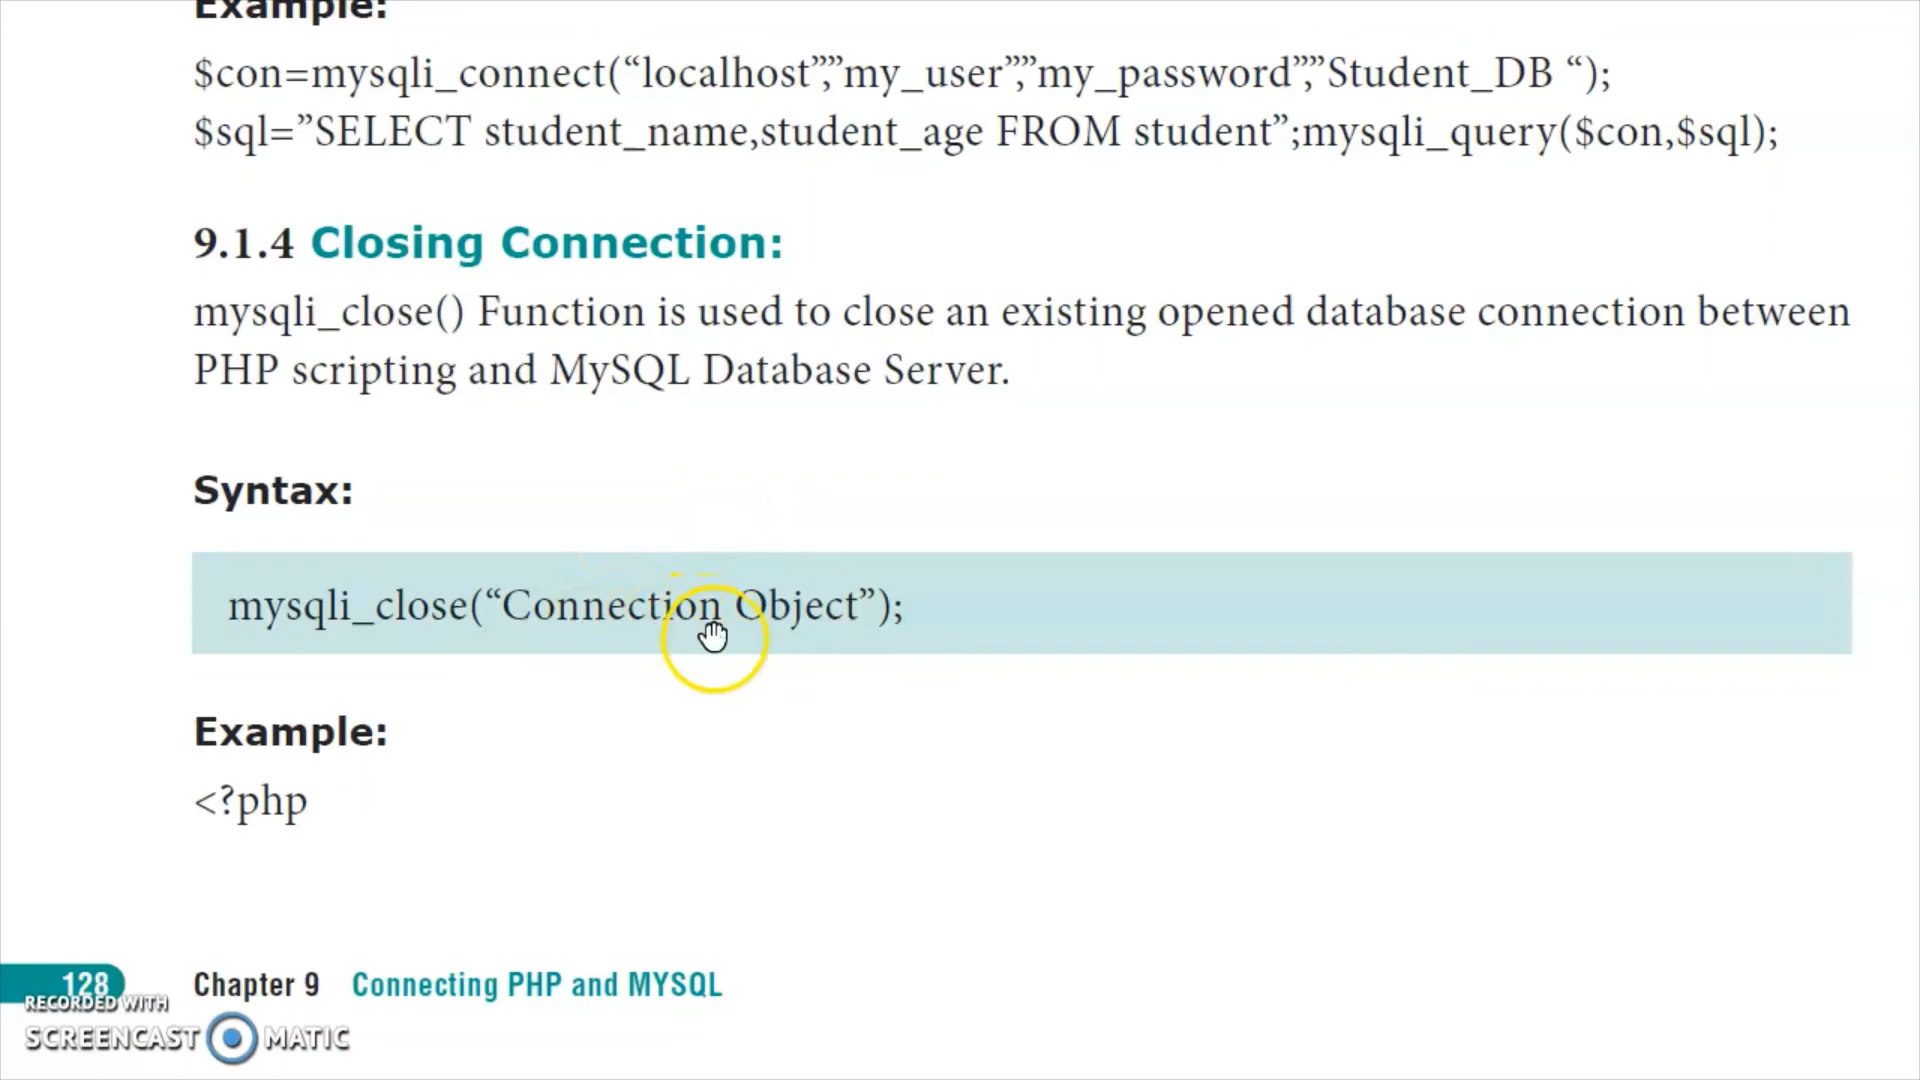 Example:
$con=mysqli_connect(“localhost”,”my_user”,”my_password”,”Student_DB “);
$sql=”SELECT student_name,student_age FROM student”;mysqli_query($con,$sql);
9.1.4 Closing Connection:
mysqli_close() Function is used to close an existing opened database connection between
PHP scripting and MySQL Database Server.
Syntax:
mysqli_close(“Connection Object”);
Example:
<?php
128 Chapter 9 Connecting PHP and MYSQL
RECORDED WITH
SCREENCAST MATIC